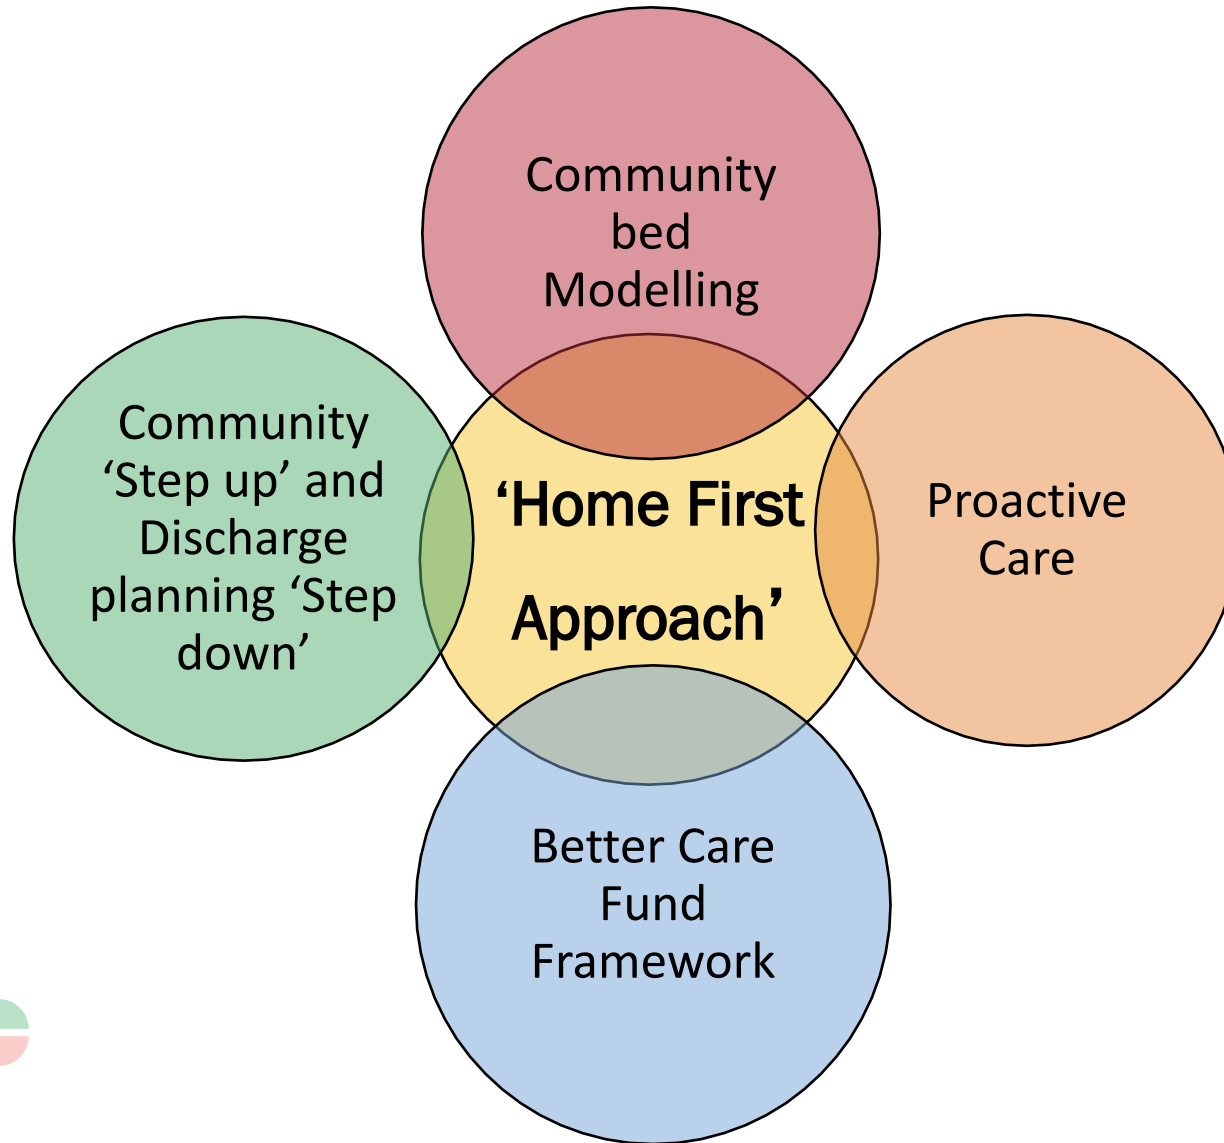 Community
bed
Modelling
Community
‘Step up’ and
Discharge
planning ‘Step
down’
‘Home First
Approach’
Proactive
Care
Better Care
Fund
Framework